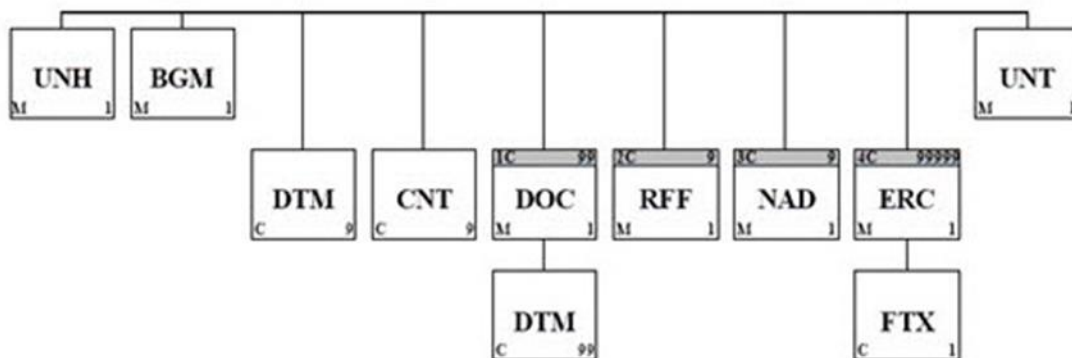 UNH BGM UNT
M 1 M 1 M 1
1C 99 2C 9 3C 9 4C 99999
DTM CNT DOC RFF NAD ERC
C 9 C 9 M 1 M 1 M 1 M 1
DTM FTX
C 99 C 1